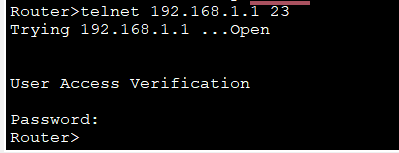 Router>telnet 192.168.1.1 23
Trying 192.168.1.1 ...Open
User Access Verification
Password:
Router>